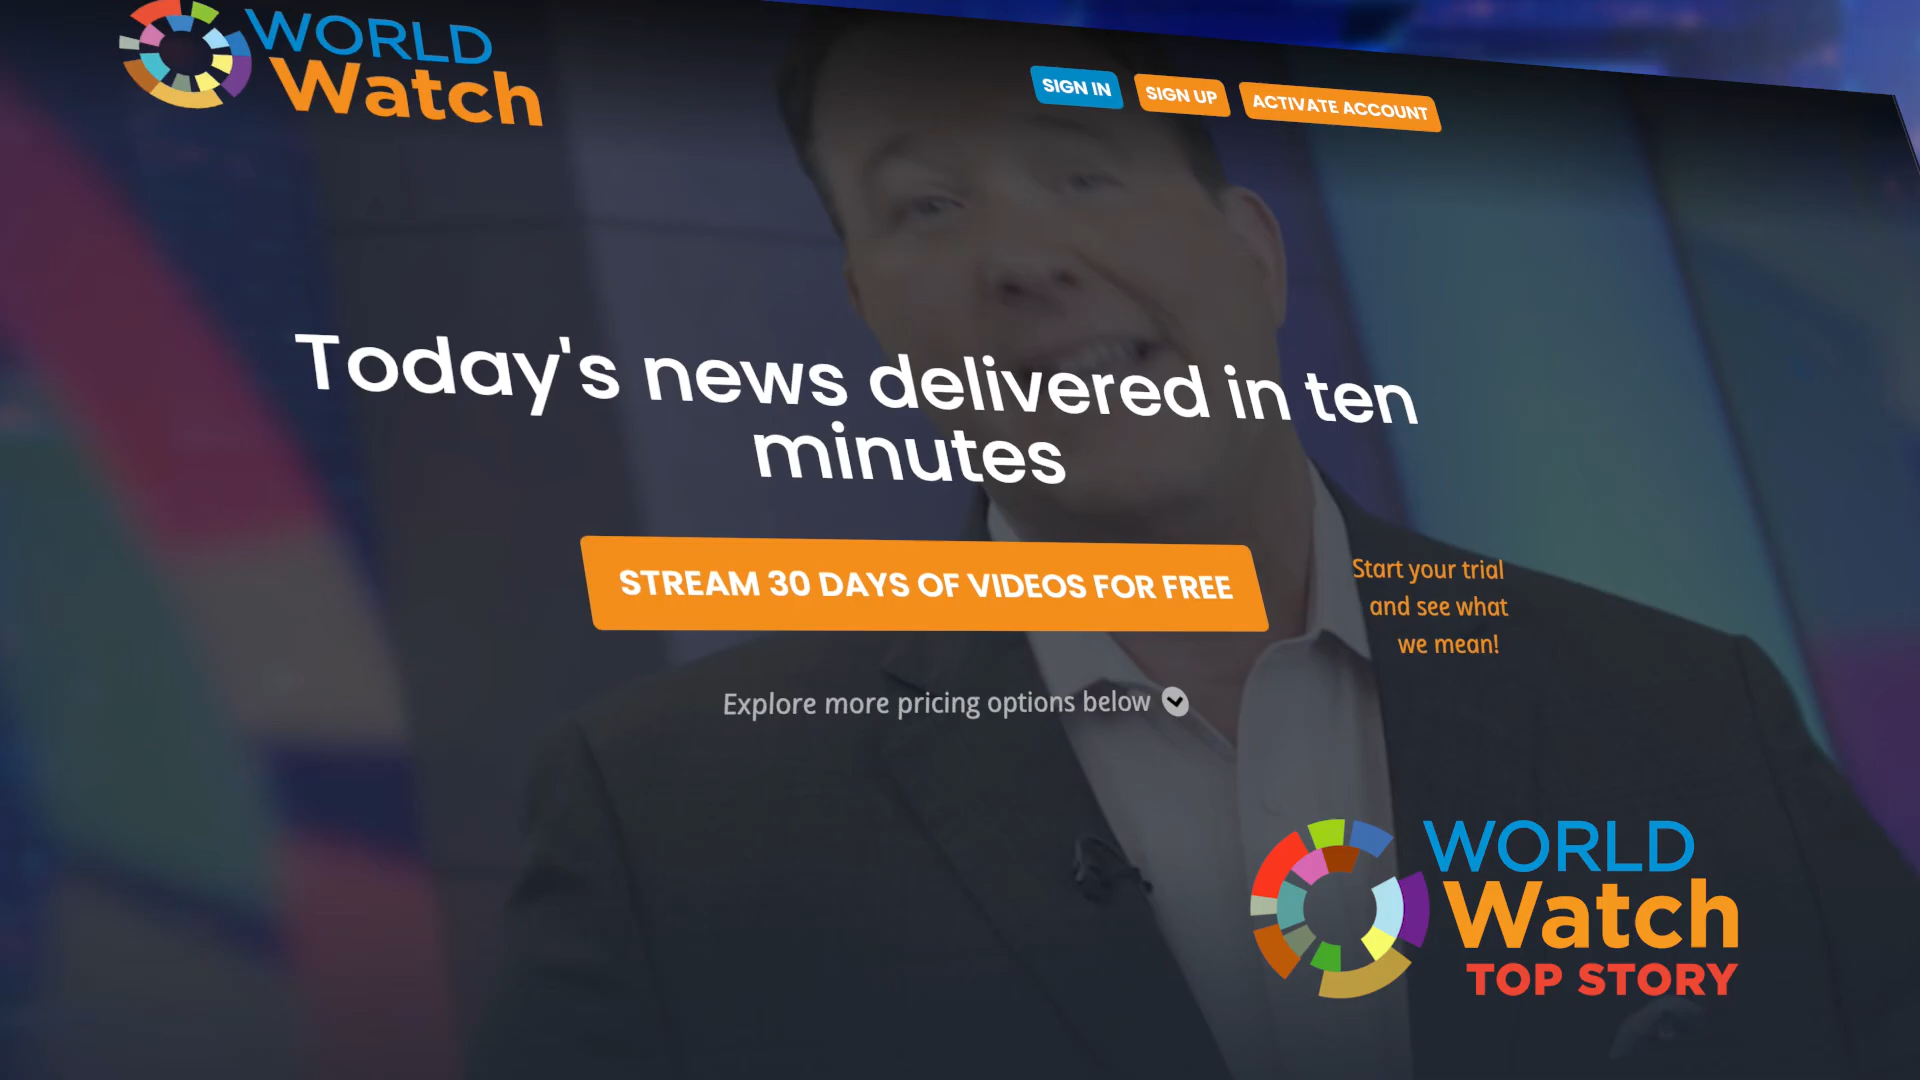 WORLD
Watch
SIGN IN
SIGN UP
ACTIVATE ACCOUNT
Today's news delivered in ten
minutes
STREAM 30 DAYS OF VIDEOS FOR FREE
Start your trial
and see what
we mean!
Explore more pricing options below
WORLD
Watch
TOP STORY